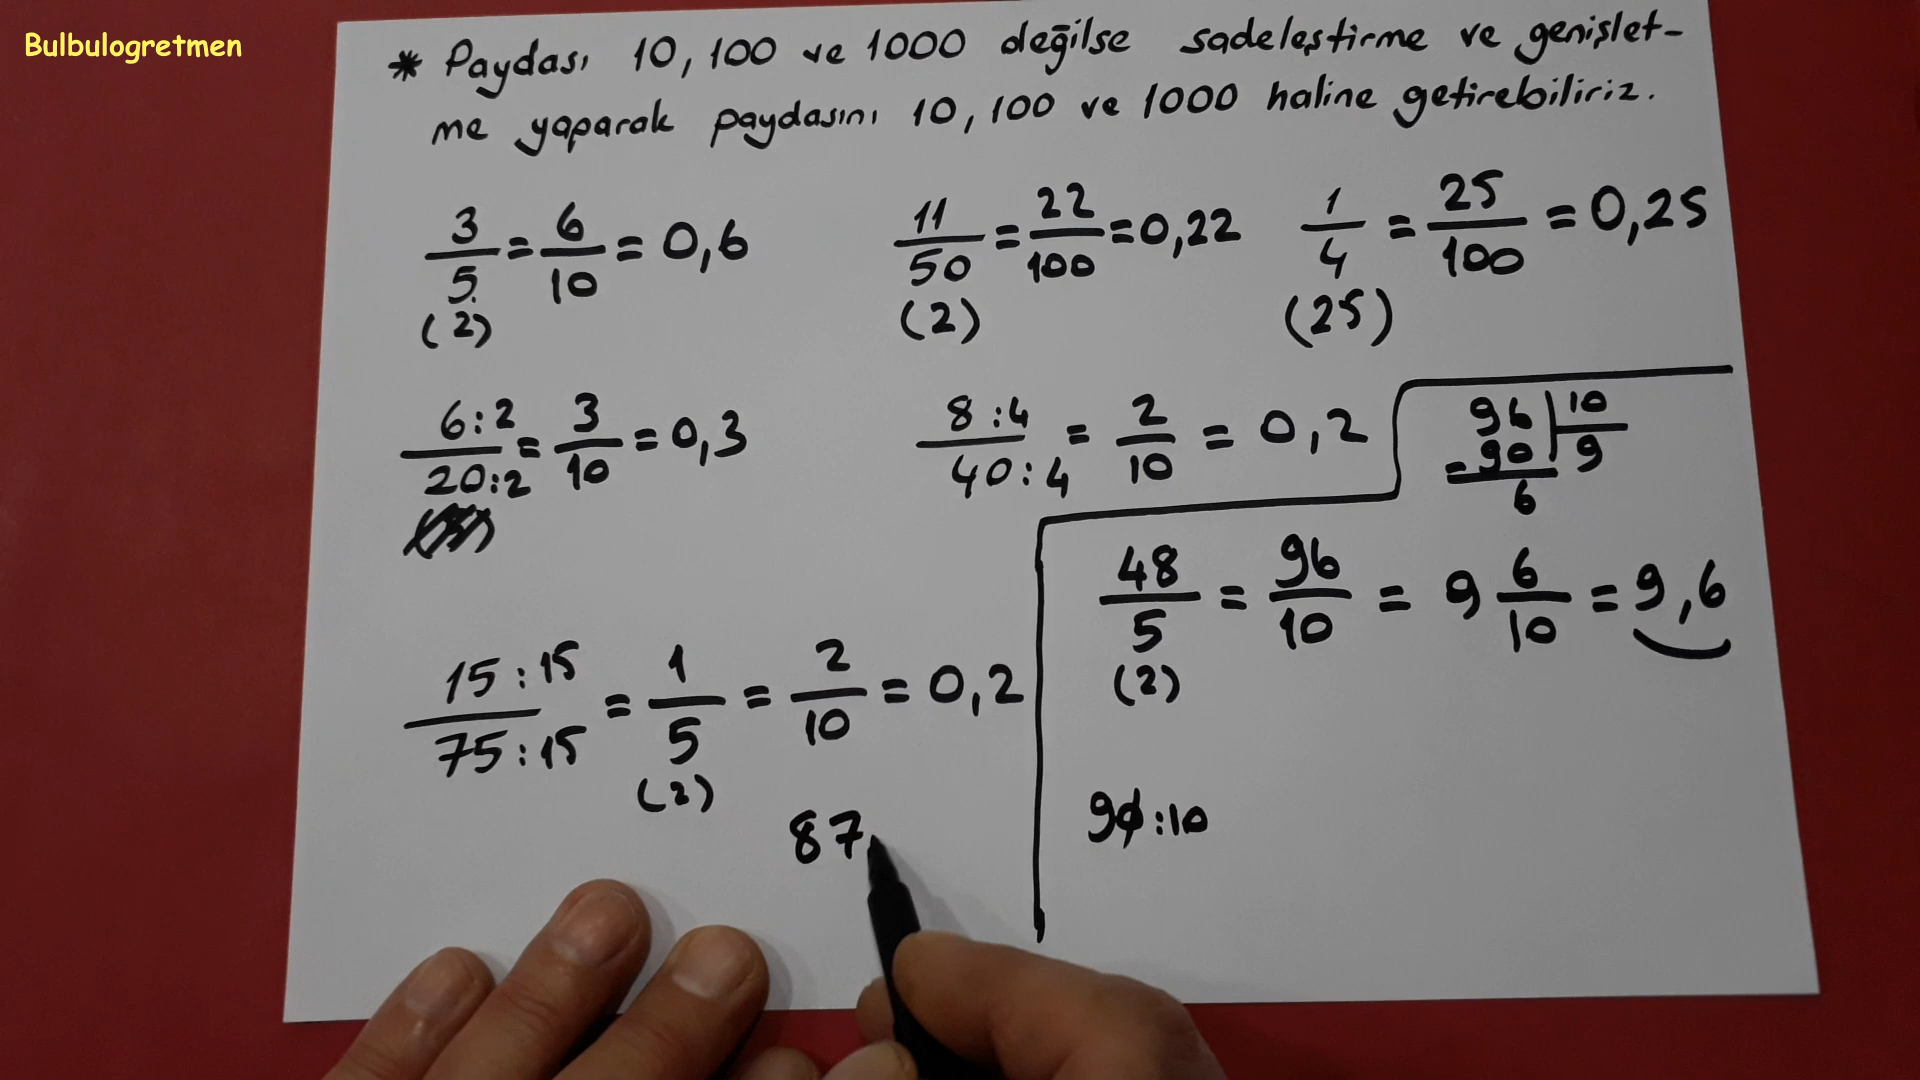 Bulbulogretmen
* Paydası 10, 100 ve 1000 değilse sadeleştirme ve genişlet-
me yaparak paydasını 10, 100 ve 1000 haline getirebiliriz.
3/5 = 6/10 = 0,6
(2)
11/50 = 22/100 = 0,22
(2)
1/4 = 25/100 = 0,25
(25)
6:2/20:2 = 3/10 = 0,3
8:4/40:4 = 2/10 = 0,2
96 | 10
- 90 | 9
6
48/5 = 96/10 = 9 6/10 = 9,6
(2)
15:15/75:15 = 1/5 = 2/10 = 0,2
(2)
90:10
87